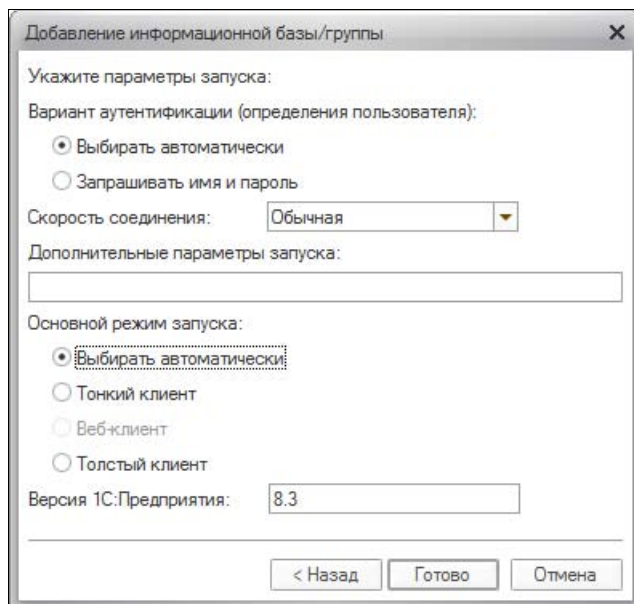 Добавление информационной базы/группы
Укажите параметры запуска:
Вариант аутентификации (определения пользователя):
Выбирать автоматически
Запрашивать имя и пароль
Скорость соединения: Обычная
Дополнительные параметры запуска:
Основной режим запуска:
Выбирать автоматически
Тонкий клиент
Веб-клиент
Толстый клиент
Версия 1С:Предприятия: 8.3
< Назад Готово Отмена